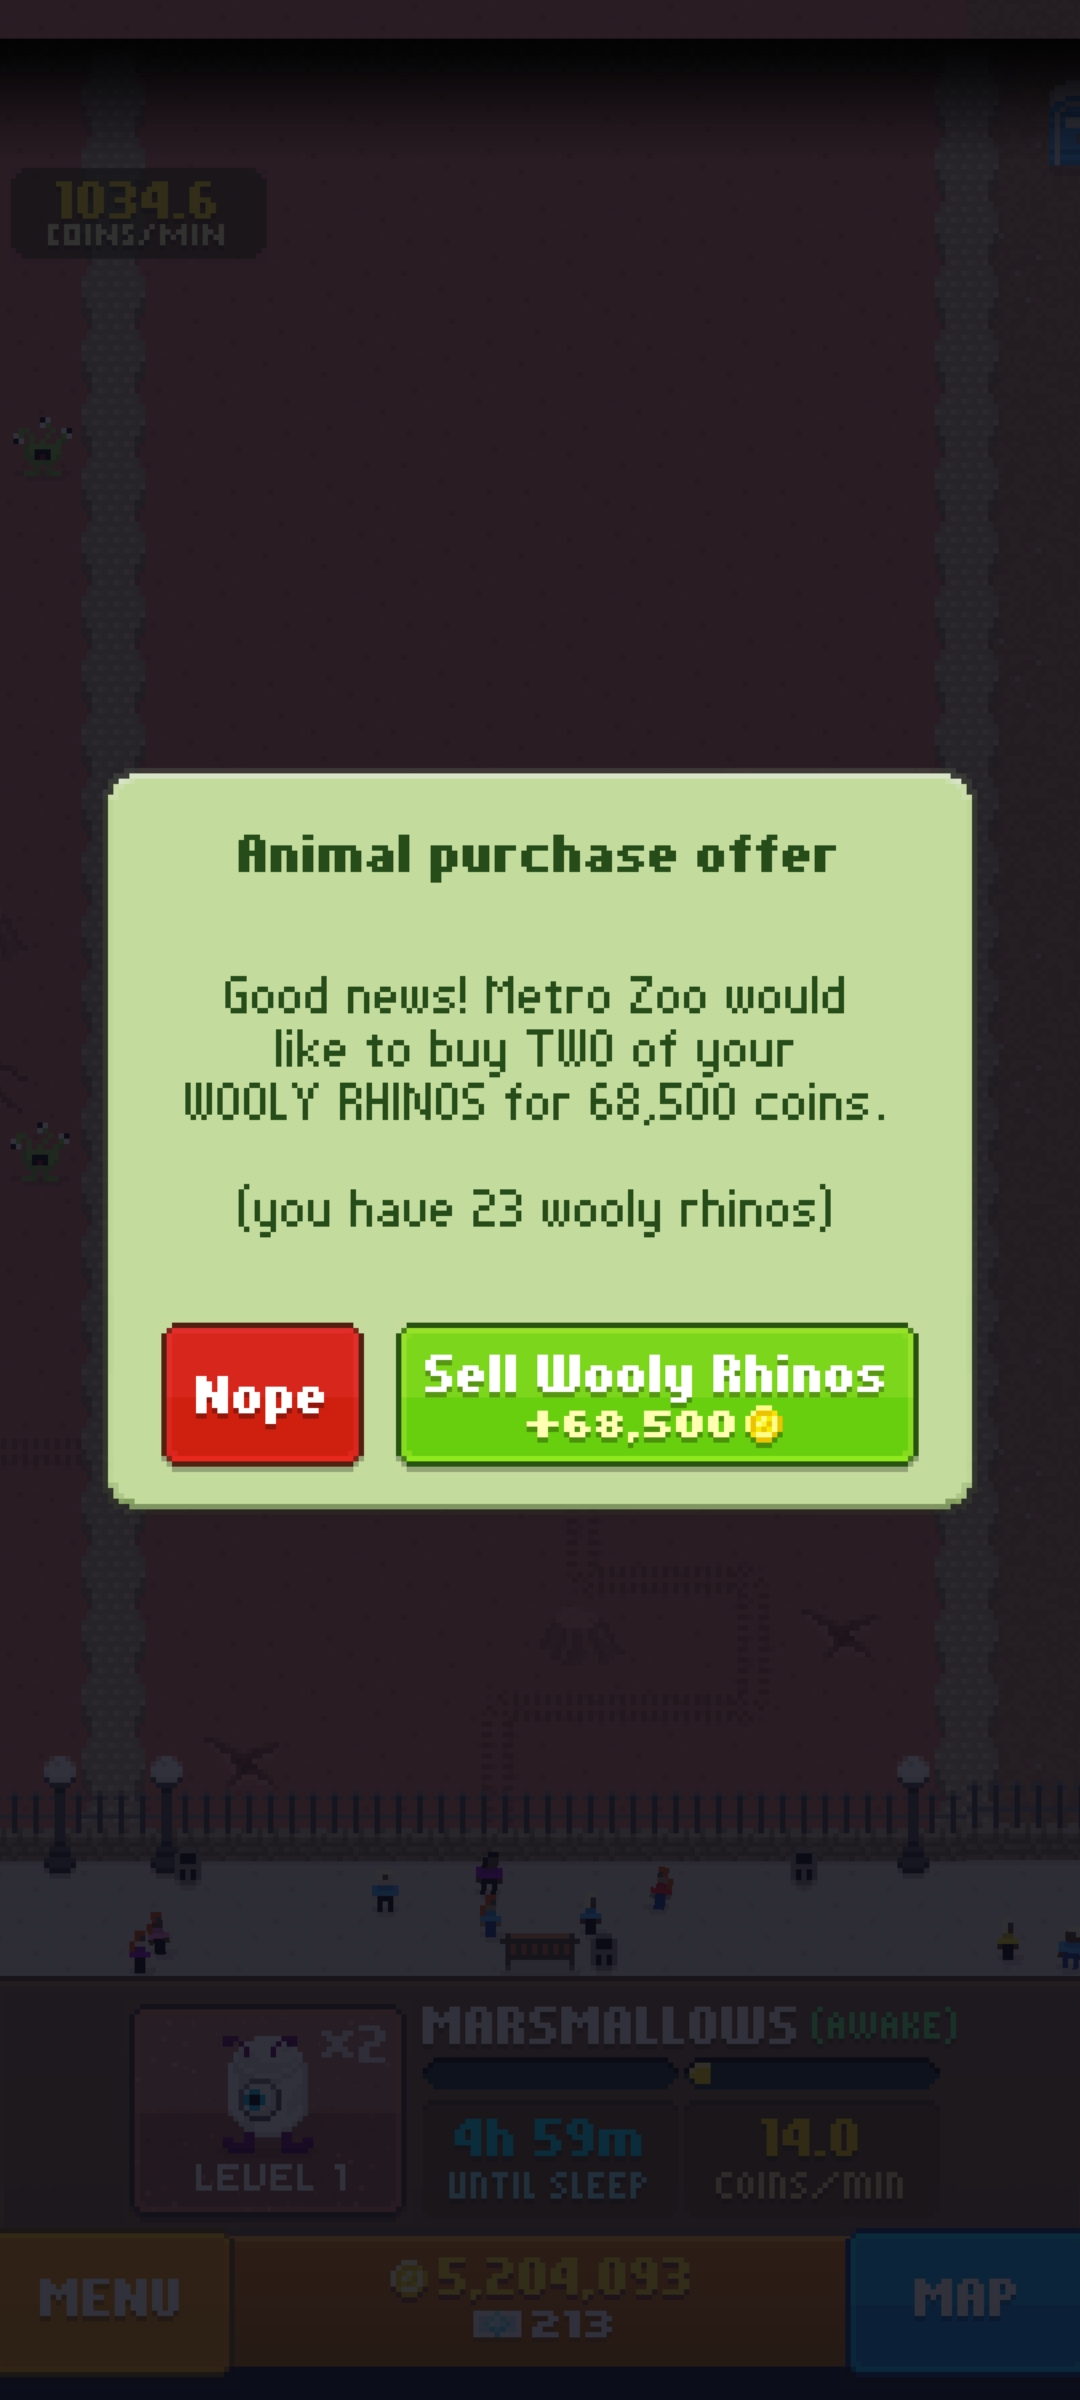 1034.6
COINS/MIN
Animal purchase offer
Good news! Metro Zoo would
like to buy TWO of your
WOOLY RHINOS for 68,500 coins.
(you have 23 wooly rhinos)
Nope
Sell Wooly Rhinos
+68,500
x2
LEVEL 1
MARSMALLOWS (AWAKE)
4h 59m
UNTIL SLEEP
14.0
COINS/MIN
MENU
5,204,093
213
MAP